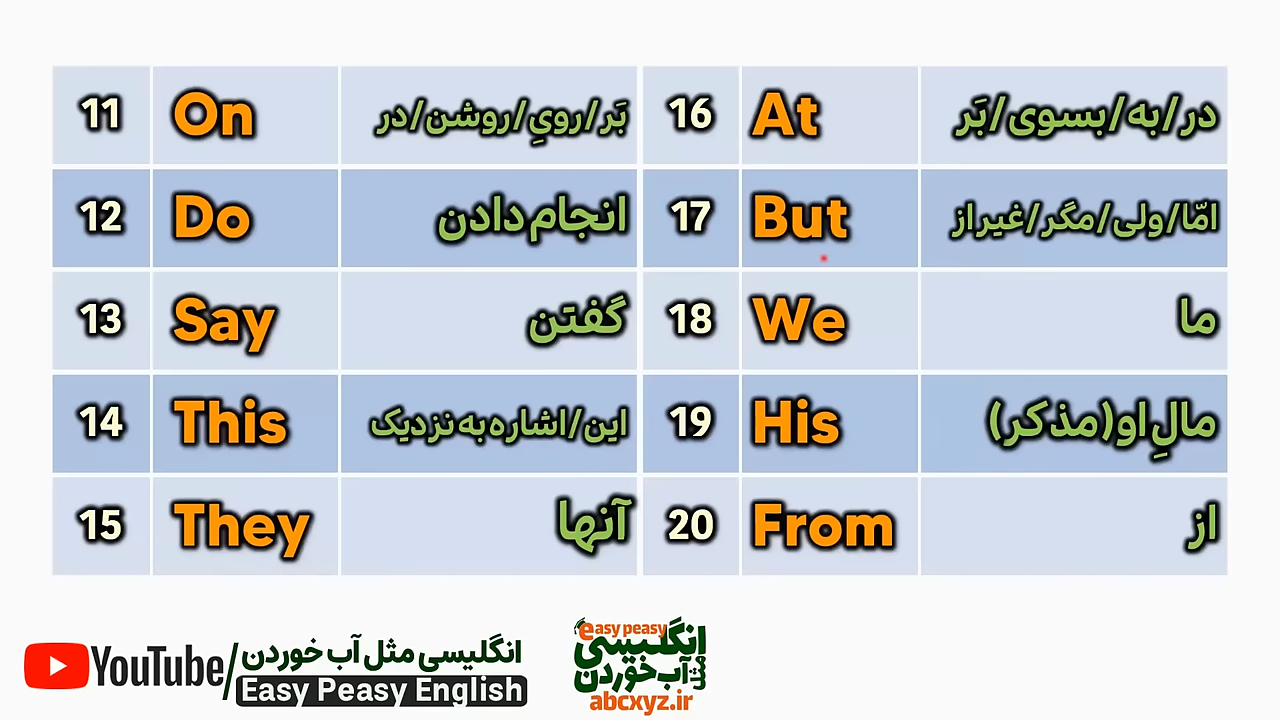 11 On بَر/رویِ/روشن/در 16 At در/به/بسوی/بَر
12 Do انجام دادن 17 But امّا/ولی/مگر/غیراز
13 Say گفتن 18 We ما
14 This این/اشاره به نزدیک 19 His مالِ او(مذکر)
15 They آنها 20 From از
YouTube/انگلیسی مثل آب خوردن
Easy Peasy English
easy peasy
انگلیسی
مثل آب خوردن
abcxyz.ir